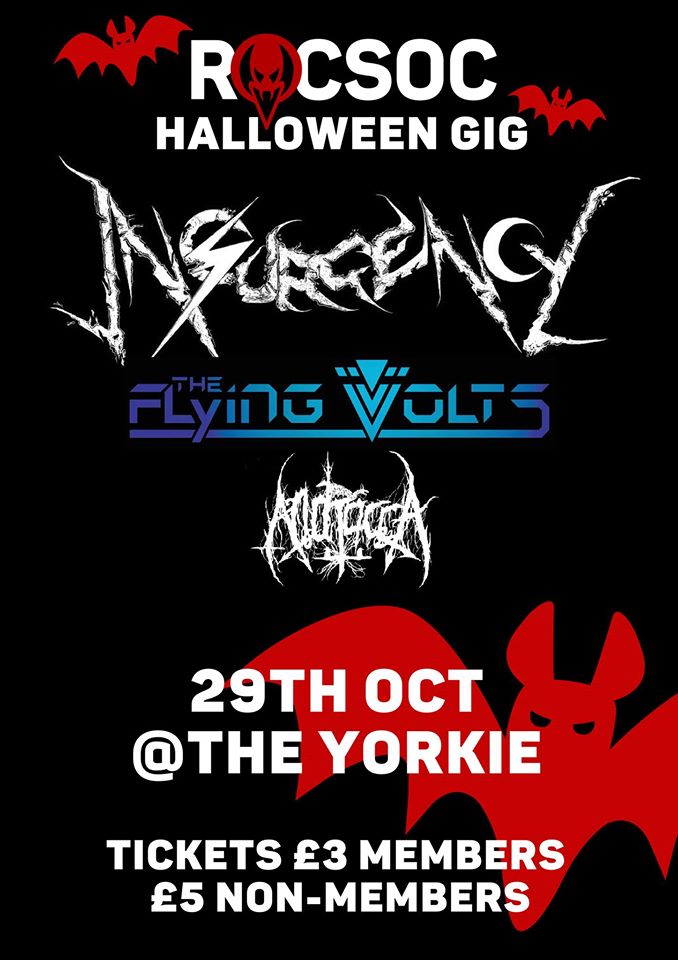 ROCSOC
HALLOWEEN GIG
INSURGENCY
THE
FLYING VOLTS
29TH OCT
@THE YORKIE
TICKETS £3 MEMBERS
£5 NON-MEMBERS